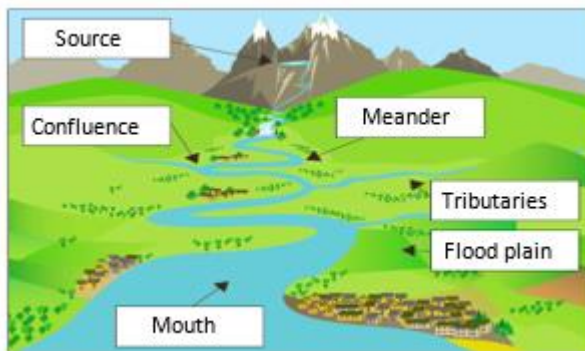 Source
Confluence
Meander
Tributaries
Flood plain
Mouth